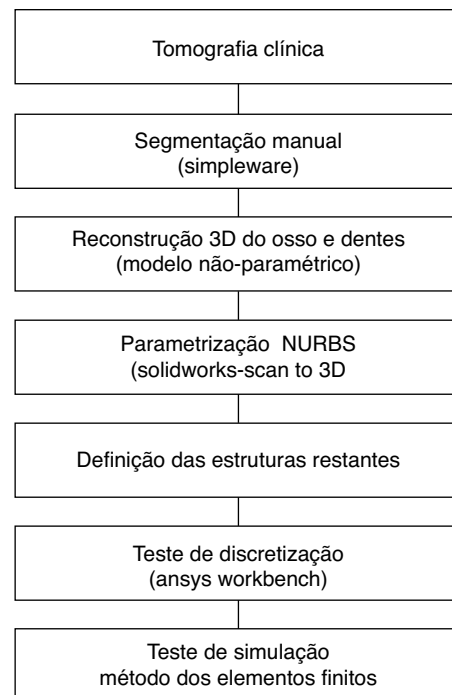 Tomografia clínica
Segmentação manual
(simpleware)
Reconstrução 3D do osso e dentes
(modelo não-paramétrico)
Parametrização NURBS
(solidworks-scan to 3D
Definição das estruturas restantes
Teste de discretização
(ansys workbench)
Teste de simulação
método dos elementos finitos